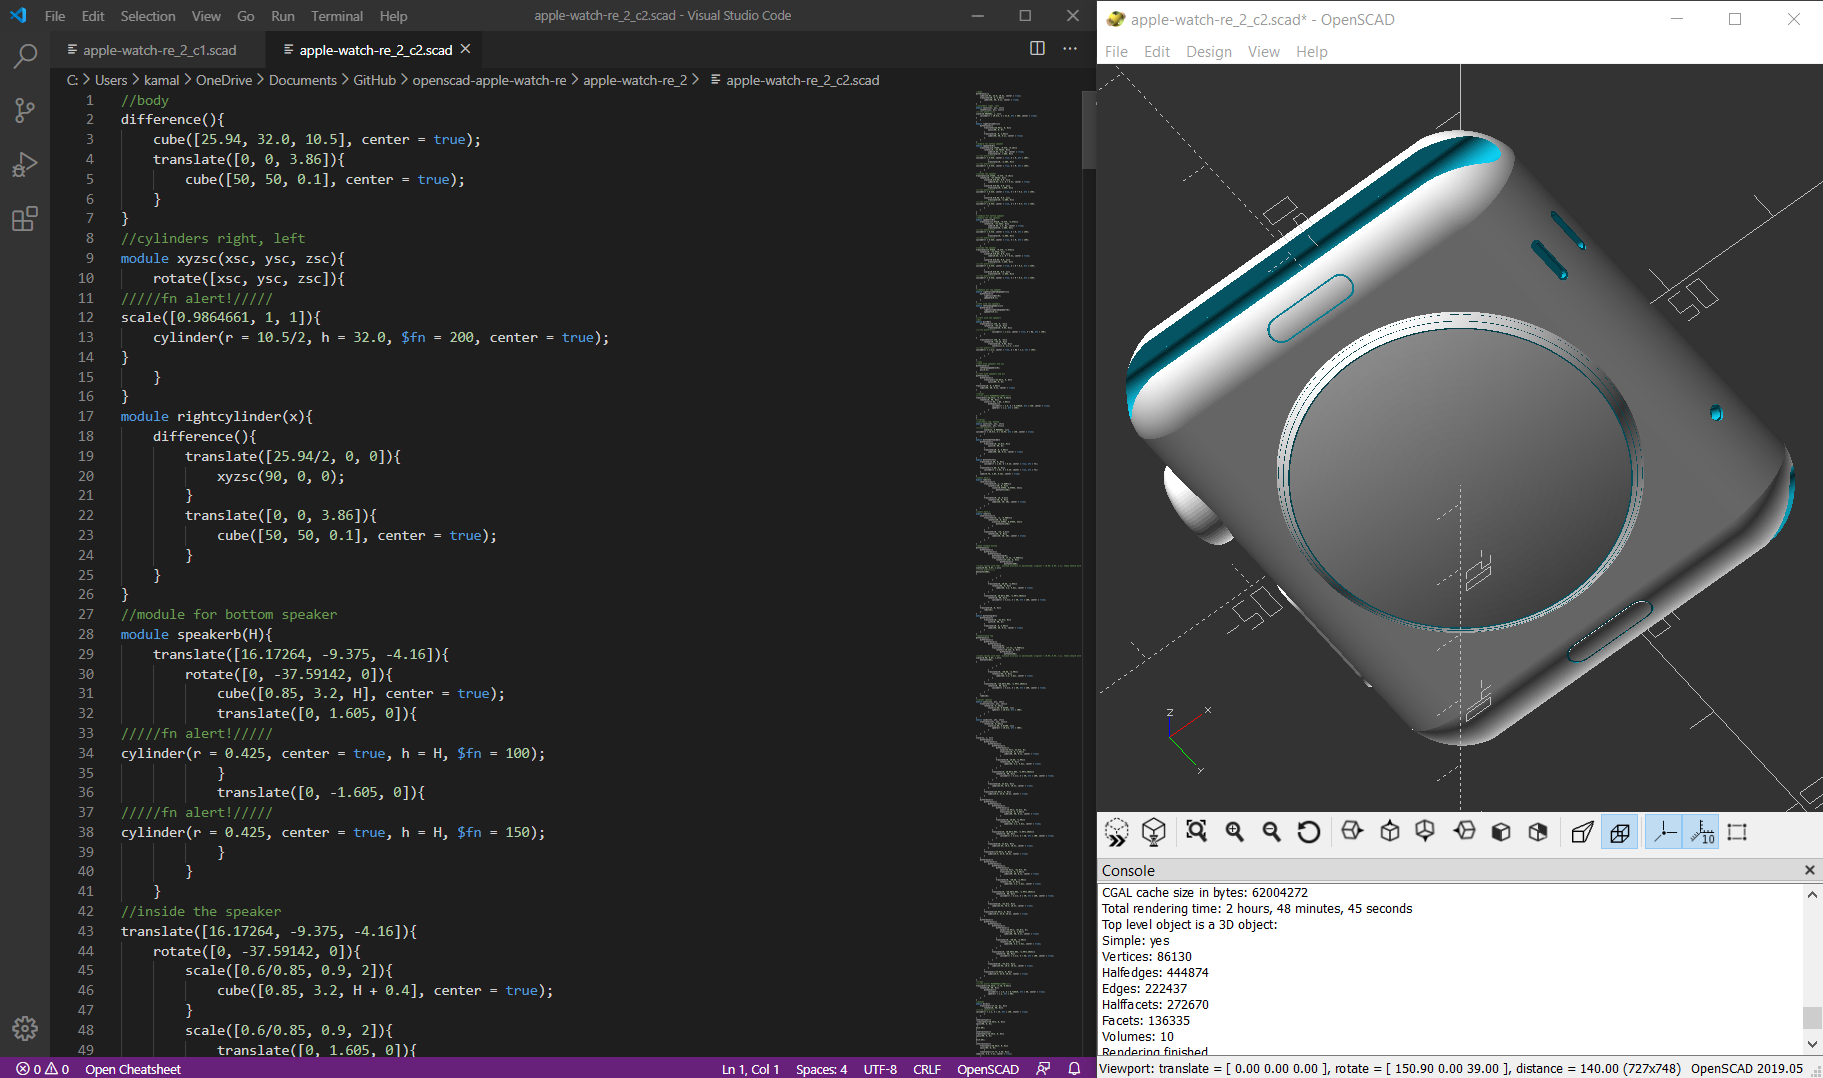 File Edit Selection View Go Run Terminal Help
apple-watch-re_2_c2.scad - Visual Studio Code
apple-watch-re_2_c1.scad
apple-watch-re_2_c2.scad
C: > Users > kamal > OneDrive > Documents > GitHub > openscad-apple-watch-re > apple-watch-re_2 > apple-watch-re_2_c2.scad
1 //body
2 difference(){
3 cube([25.94, 32.0, 10.5], center = true);
4 translate([0, 0, 3.86]){
5 cube([50, 50, 0.1], center = true);
6 }
7 }
8 //cylinders right, left
9 module xyzsc(xsc, ysc, zsc){
10 rotate([xsc, ysc, zsc]){
11 /////fn alert!/////
12 scale([0.9864661, 1, 1]){
13 cylinder(r = 10.5/2, h = 32.0, $fn = 200, center = true);
14 }
15 }
16 }
17 module rightcylinder(x){
18 difference(){
19 translate([25.94/2, 0, 0]){
20 xyzsc(90, 0, 0);
21 }
22 translate([0, 0, 3.86]){
23 cube([50, 50, 0.1], center = true);
24 }
25 }
26 }
27 //module for bottom speaker
28 module speakerb(H){
29 translate([16.17264, -9.375, -4.16]){
30 rotate([0, -37.59142, 0]){
31 cube([0.85, 3.2, H], center = true);
32 translate([0, 1.605, 0]){
33 /////fn alert!/////
34 cylinder(r = 0.425, center = true, h = H, $fn = 100);
35 }
36 translate([0, -1.605, 0]){
37 /////fn alert!/////
38 cylinder(r = 0.425, center = true, h = H, $fn = 150);
39 }
40 }
41 }
42 //inside the speaker
43 translate([16.17264, -9.375, -4.16]){
44 rotate([0, -37.59142, 0]){
45 scale([0.6/0.85, 0.9, 2]){
46 cube([0.85, 3.2, H + 0.4], center = true);
47 }
48 scale([0.6/0.85, 0.9, 2]){
49 translate([0, 1.605, 0]){
0 0 Open Cheatsheet
Ln 1, Col 1 Spaces: 4 UTF-8 CRLF OpenSCAD
apple-watch-re_2_c2.scad* - OpenSCAD
File Edit Design View Help
z x y
10
Console
CGAL cache size in bytes: 62004272
Total rendering time: 2 hours, 48 minutes, 45 seconds
Top level object is a 3D object:
Simple: yes
Vertices: 86130
Halfedges: 444874
Edges: 222437
Halffacets: 272670
Facets: 136335
Volumes: 10
Rendering finished
Viewport: translate = [ 0.00 0.00 0.00 ], rotate = [ 150.90 0.00 39.00 ], distance = 140.00 (727x748) OpenSCAD 2019.05